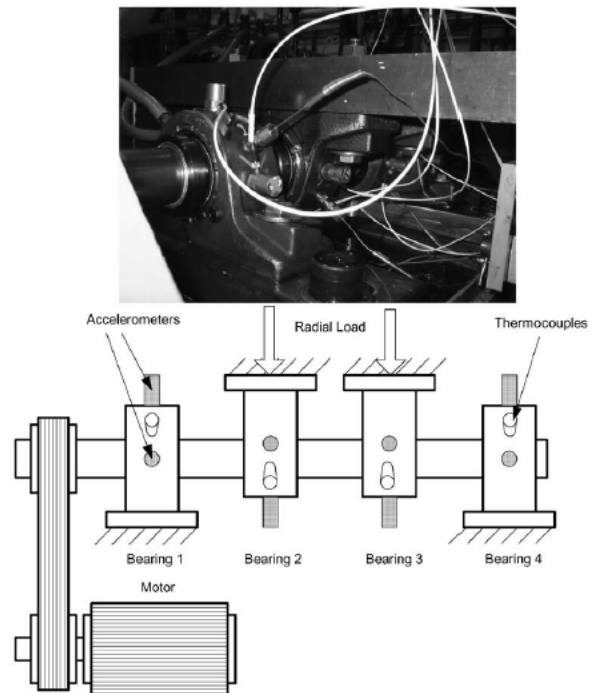 Accelerometers
Radial Load
Thermocouples
Bearing 1
Bearing 2
Bearing 3
Bearing 4
Motor